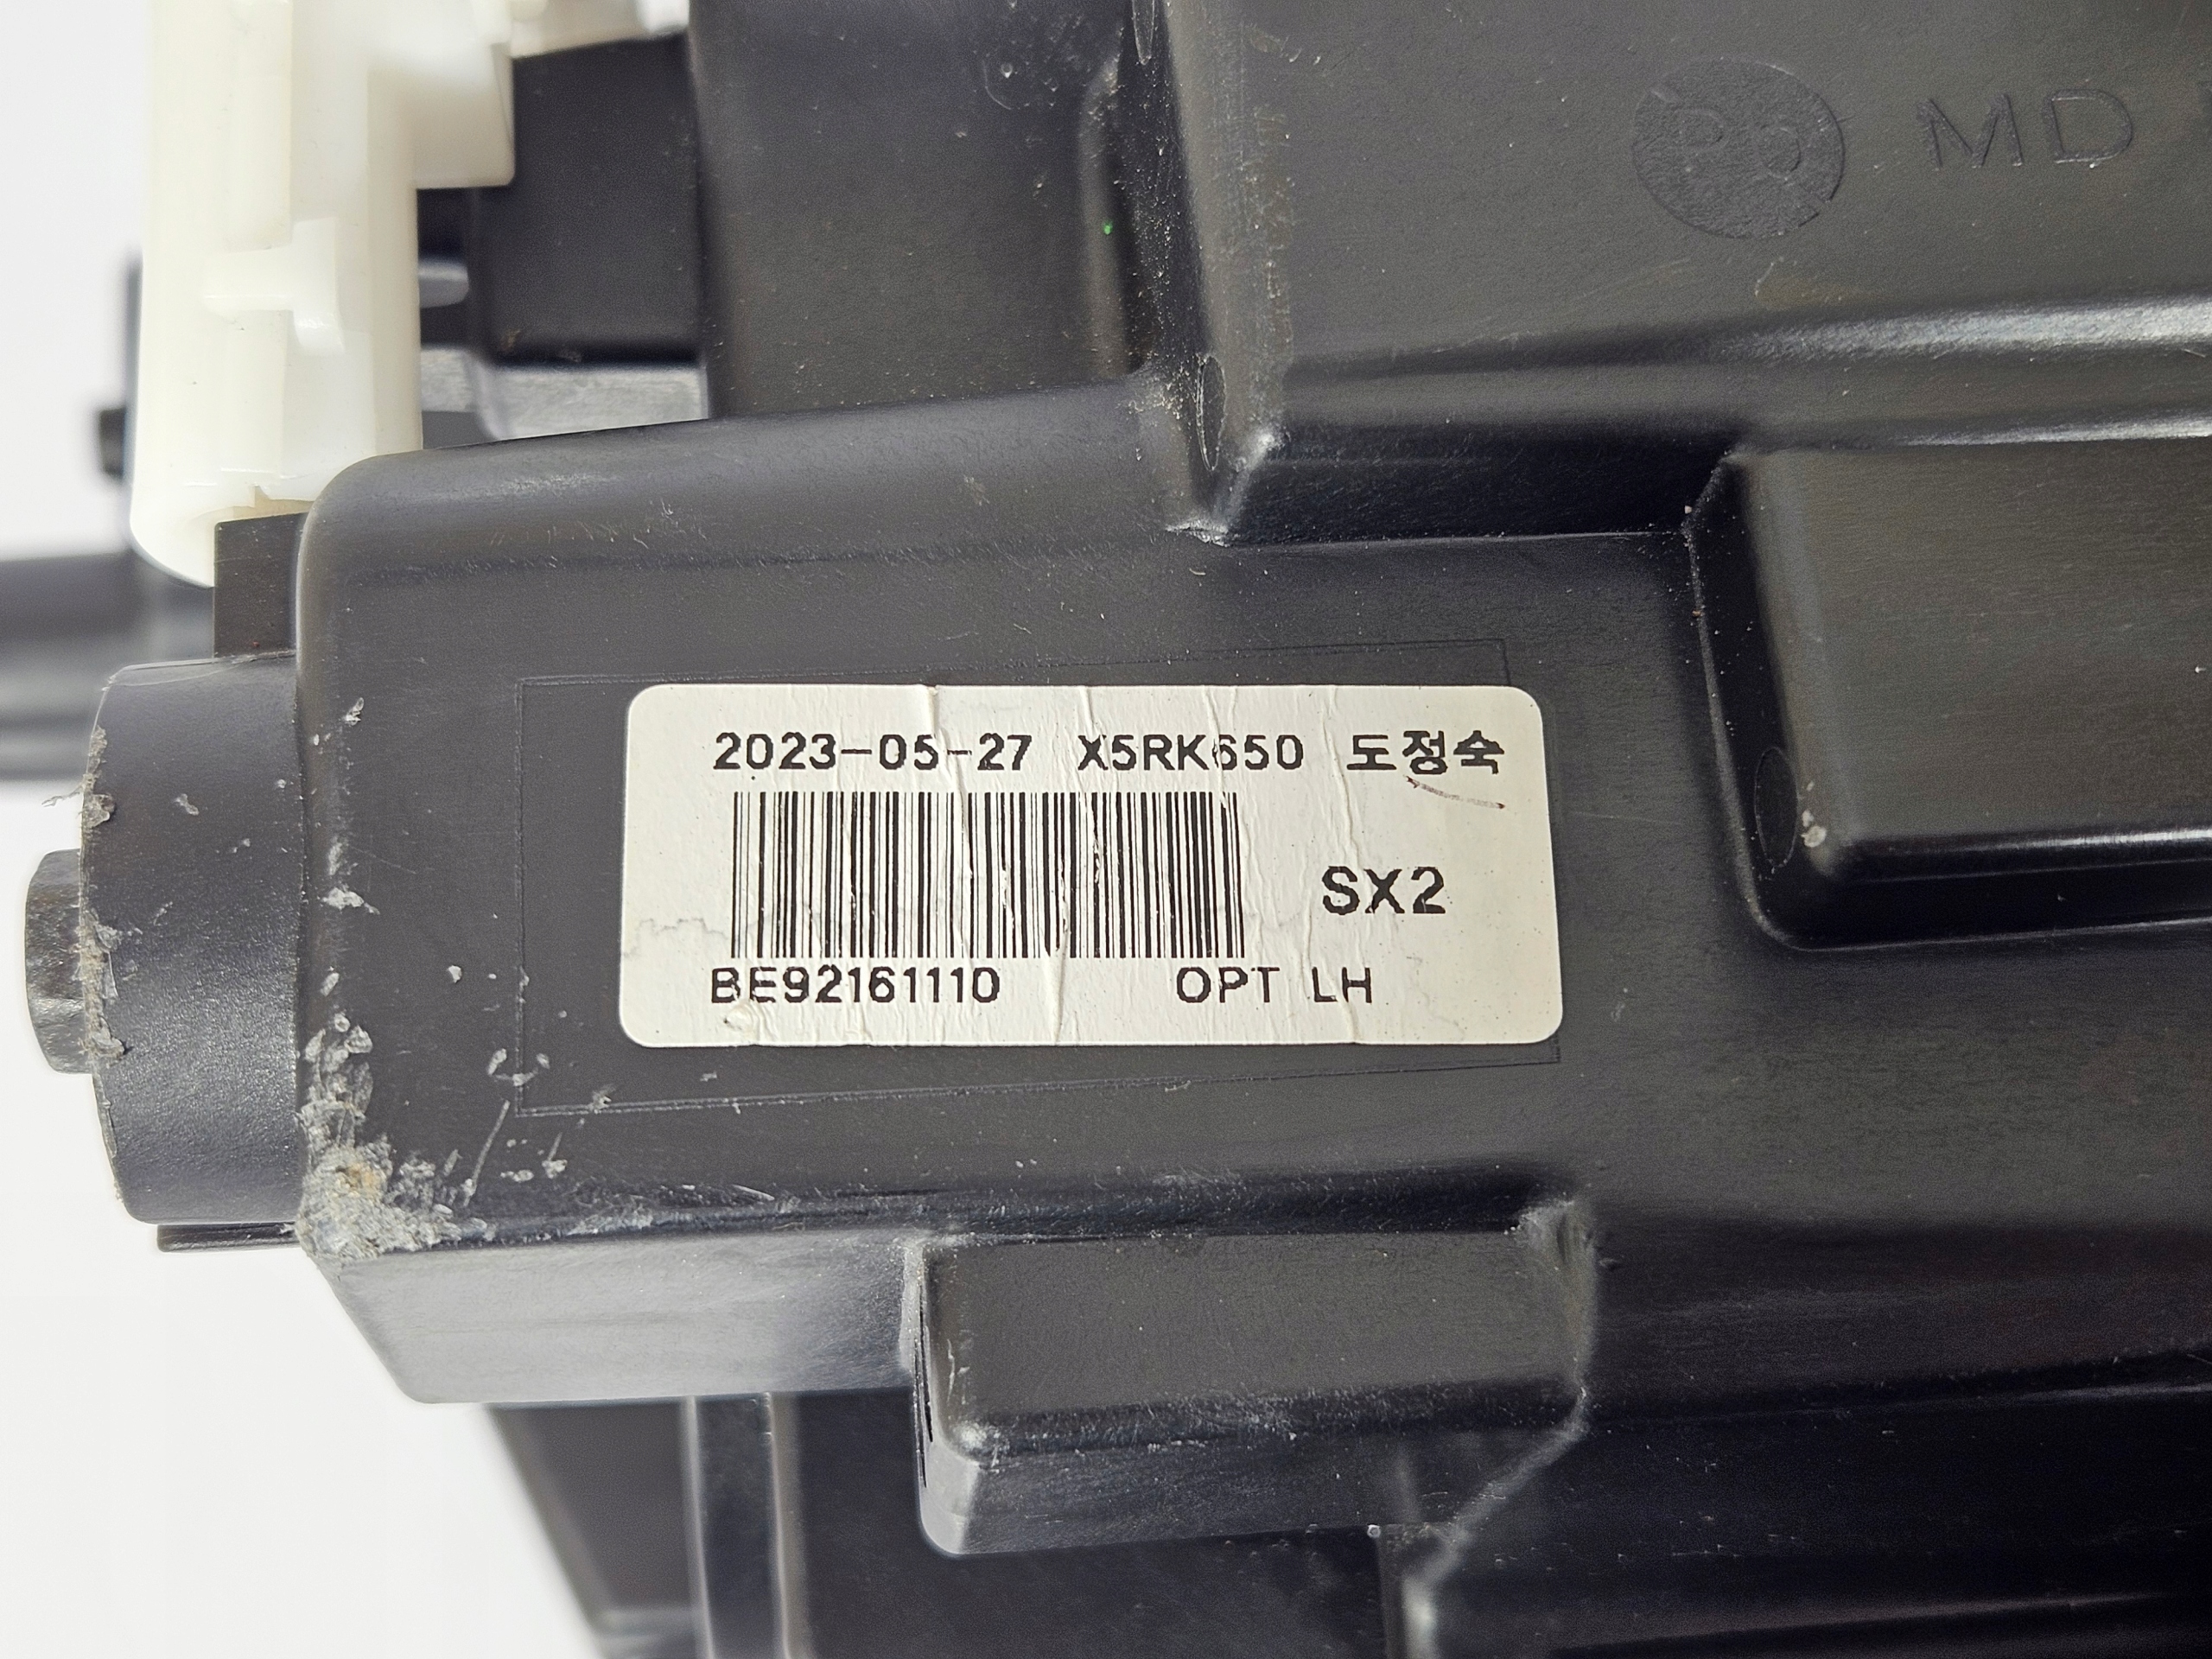 MD
2023-05-27 X5RK650 도정숙
SX2
BE92161110 OPT LH